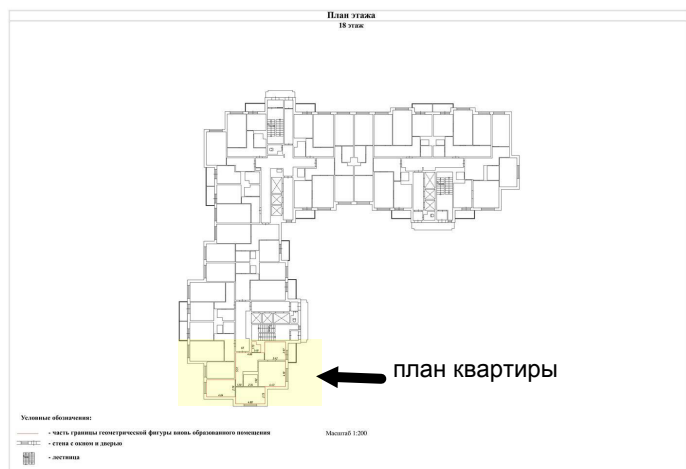 План этажа
18 этаж
план квартиры
Условные обозначения:
- часть границы геометрической фигуры вновь образованного помещения
Масштаб 1:200
- стена с окном и дверью
- лестница